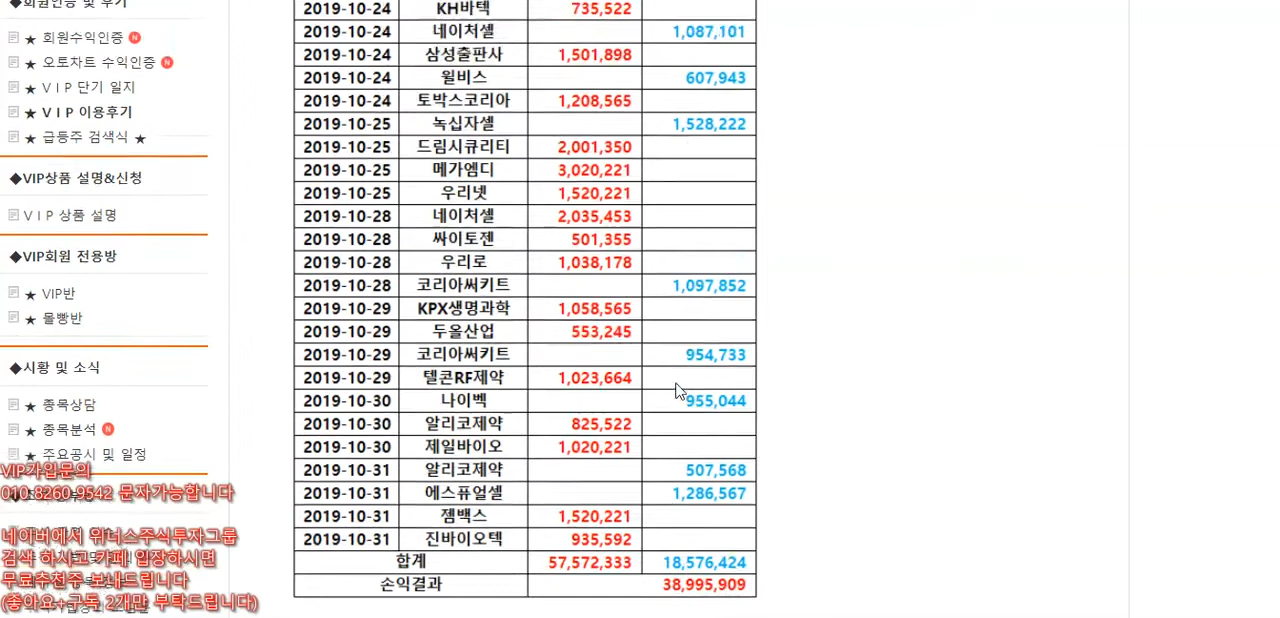 ◆회원인증 및 후기
★ 회원수익인증 N
★ 오토차트 수익인증 N
★ V I P 단기 일지
★ V I P 이용후기
★ 급등주 검색식 ★
◆VIP상품 설명&신청
V I P 상품 설명
◆VIP회원 전용방
★ VIP반
★ 몰빵반
◆시황 및 소식
★ 종목상담
★ 종목분석 N
★ 주요공시 및 일정
VIP가입문의
010 8260 9542 문자가능합니다
네이버에서 위너스주식투자그룹
검색 하시고 카페 입장하시면
무료추천주 보내드립니다
(좋아요+구독 2개만 부탁드립니다)
2019-10-24 KH바텍 735,522
2019-10-24 네이처셀 1,087,101
2019-10-24 삼성출판사 1,501,898
2019-10-24 윌비스 607,943
2019-10-24 토박스코리아 1,208,565
2019-10-25 녹십자셀 1,528,222
2019-10-25 드림시큐리티 2,001,350
2019-10-25 메가엠디 3,020,221
2019-10-25 우리넷 1,520,221
2019-10-28 네이처셀 2,035,453
2019-10-28 싸이토젠 501,355
2019-10-28 우리로 1,038,178
2019-10-28 코리아써키트 1,097,852
2019-10-29 KPX생명과학 1,058,565
2019-10-29 두올산업 553,245
2019-10-29 코리아써키트 954,733
2019-10-29 텔콘RF제약 1,023,664
2019-10-30 나이벡 955,044
2019-10-30 알리코제약 825,522
2019-10-30 제일바이오 1,020,221
2019-10-31 알리코제약 507,568
2019-10-31 에스퓨얼셀 1,286,567
2019-10-31 젬백스 1,520,221
2019-10-31 진바이오텍 935,592
합계 57,572,333 18,576,424
손익결과 38,995,909